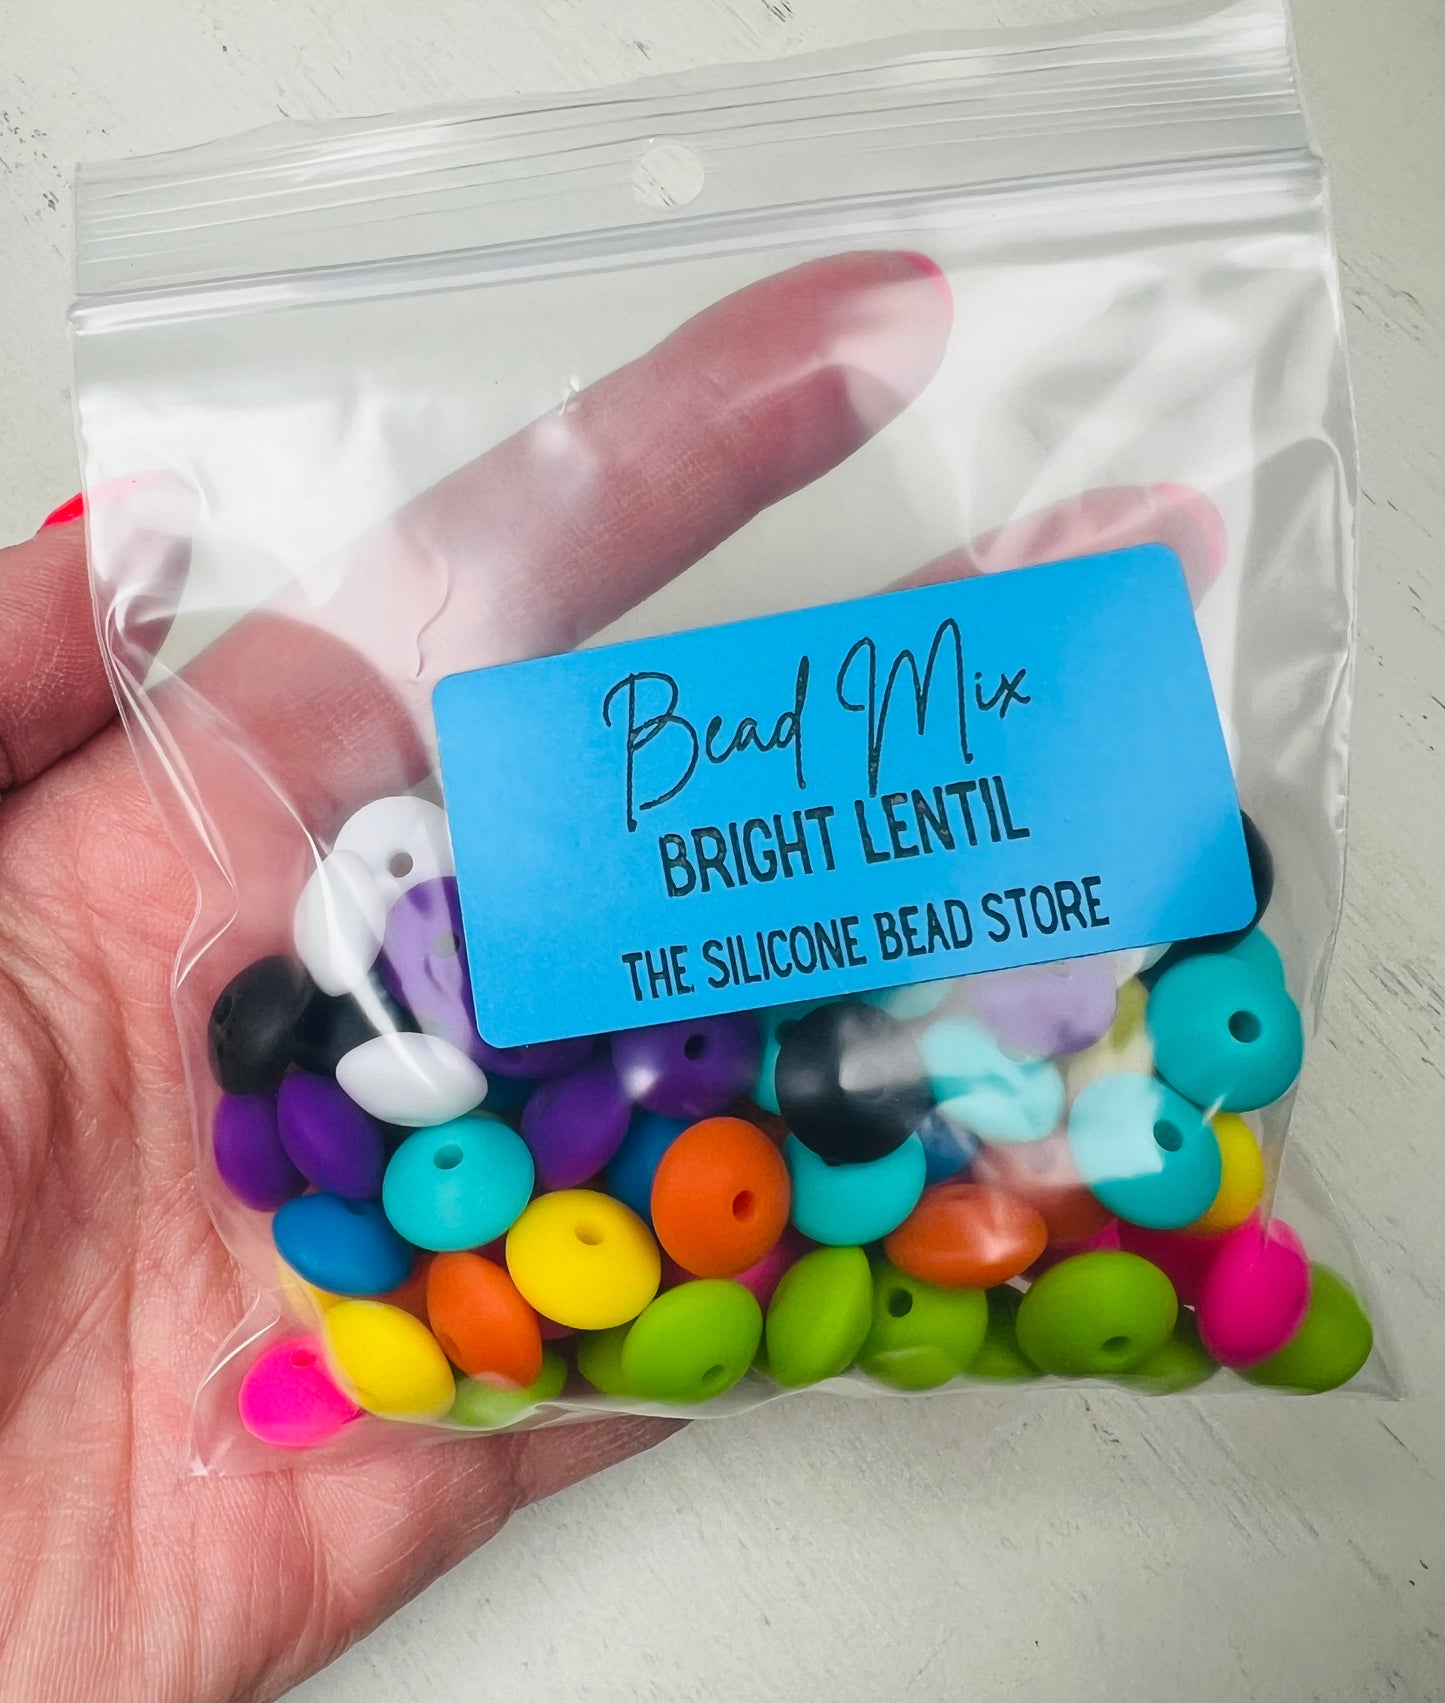 Bead Mix
BRIGHT LENTIL
THE SILICONE BEAD STORE